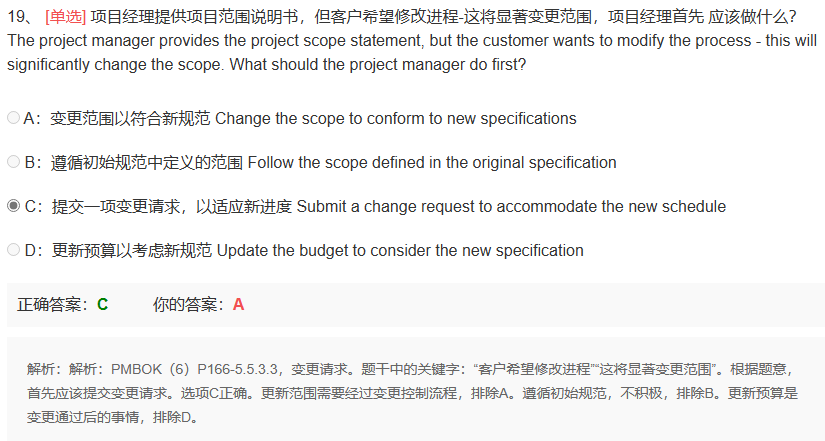 19、 [单选] 项目经理提供项目范围说明书，但客户希望修改进程-这将显著变更范围，项目经理首先 应该做什么？
The project manager provides the project scope statement, but the customer wants to modify the process - this will
significantly change the scope. What should the project manager do first?
A：变更范围以符合新规范 Change the scope to conform to new specifications
B：遵循初始规范中定义的范围 Follow the scope defined in the original specification
C：提交一项变更请求，以适应新进度 Submit a change request to accommodate the new schedule
D：更新预算以考虑新规范 Update the budget to consider the new specification
正确答案：C 你的答案：A
解析：解析：PMBOK（6）P166-5.5.3.3，变更请求。题干中的关键字：“客户希望修改进程”“这将显著变更范围”。根据题意，
首先应该提交变更请求。选项C正确。更新范围需要经过变更控制流程，排除A。遵循初始规范，不积极，排除B。更新预算是
变更通过后的事情，排除D。